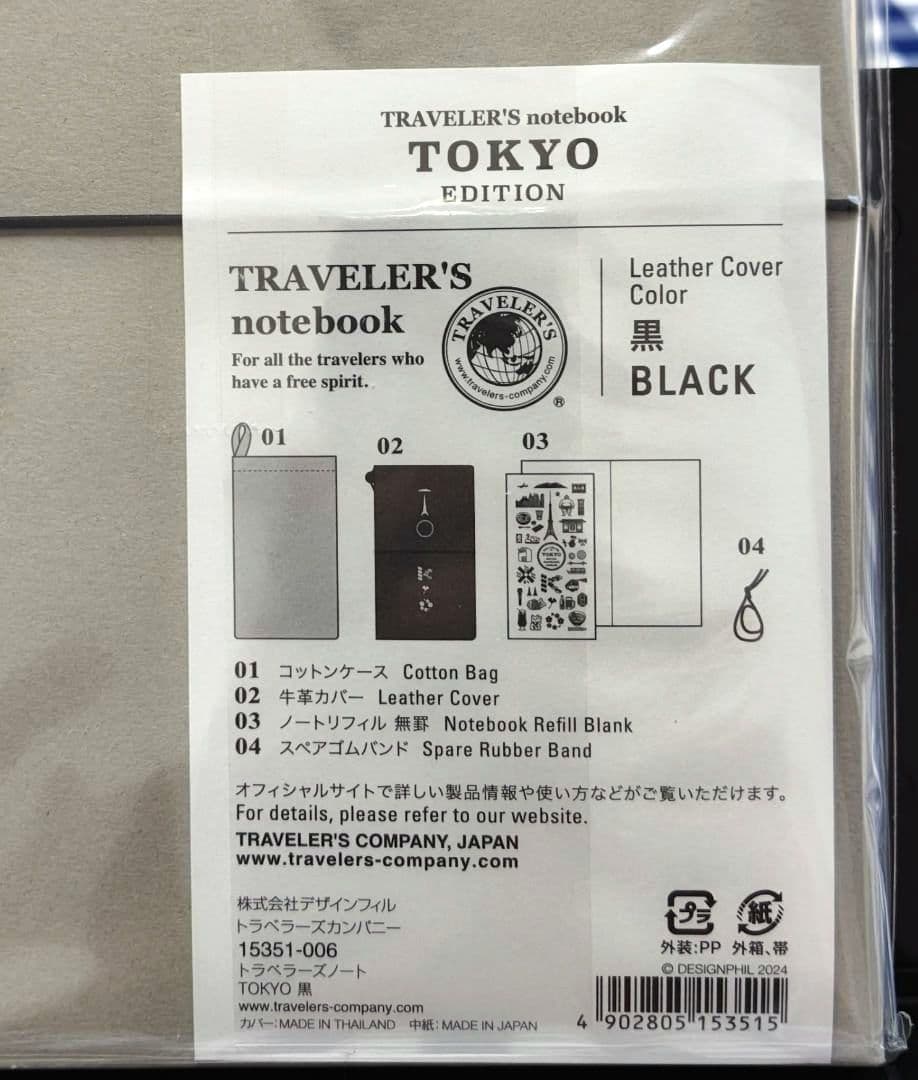 TRAVELER'S notebook
TOKYO
EDITION
TRAVELER'S
notebook
For all the travelers who
have a free spirit.
TRAVELER'S
www.travelers-company.com
®
Leather Cover
Color
黒
BLACK
01
02
03
04
TOKYO
01 コットンケース Cotton Bag
02 牛革カバー Leather Cover
03 ノートリフィル 無罫 Notebook Refill Blank
04 スペアゴムバンド Spare Rubber Band
オフィシャルサイトで詳しい製品情報や使い方などがご覧いただけます。
For details, please refer to our website.
TRAVELER'S COMPANY, JAPAN
www.travelers-company.com
株式会社デザインフィル
トラベラーズカンパニー
15351-006
トラベラーズノート
TOKYO 黒
www.travelers-company.com
カバー:MADE IN THAILAND 中紙:MADE IN JAPAN
プラ 紙
外装:PP 外箱、帯
© DESIGNPHIL 2024
4 902805 153515